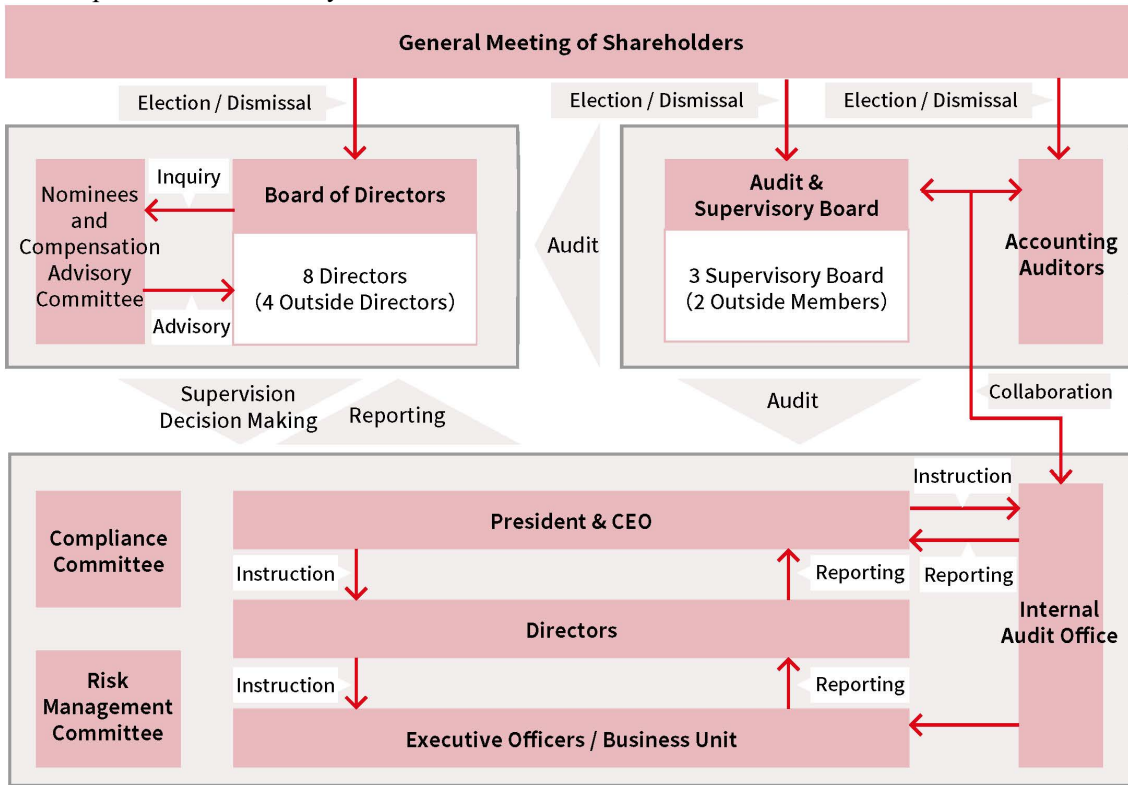 General Meeting of Shareholders
Election / Dismissal
Election / Dismissal
Election / Dismissal
Nominees
and
Compensation
Advisory
Committee
Inquiry
Advisory
Board of Directors
8 Directors
(4 Outside Directors)
Audit
Audit &
Supervisory Board
3 Supervisory Board
(2 Outside Members)
Accounting
Auditors
Supervision
Decision Making
Reporting
Audit
Collaboration
Compliance
Committee
Risk
Management
Committee
President & CEO
Instruction
Reporting
Instruction
Reporting
Directors
Instruction
Reporting
Executive Officers / Business Unit
Internal
Audit Office